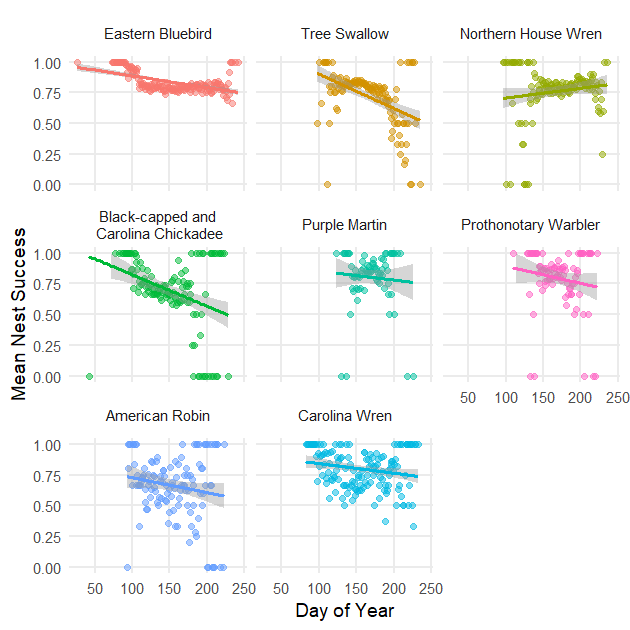 Eastern Bluebird
Tree Swallow
Northern House Wren
1.00
0.75
0.50
0.25
0.00
Black-capped and
Carolina Chickadee
Purple Martin
Prothonotary Warbler
1.00
0.75
0.50
0.25
0.00
50 100 150 200 250
American Robin
Carolina Wren
1.00
0.75
0.50
0.25
0.00
50 100 150 200 250
50 100 150 200 250
Mean Nest Success
Day of Year